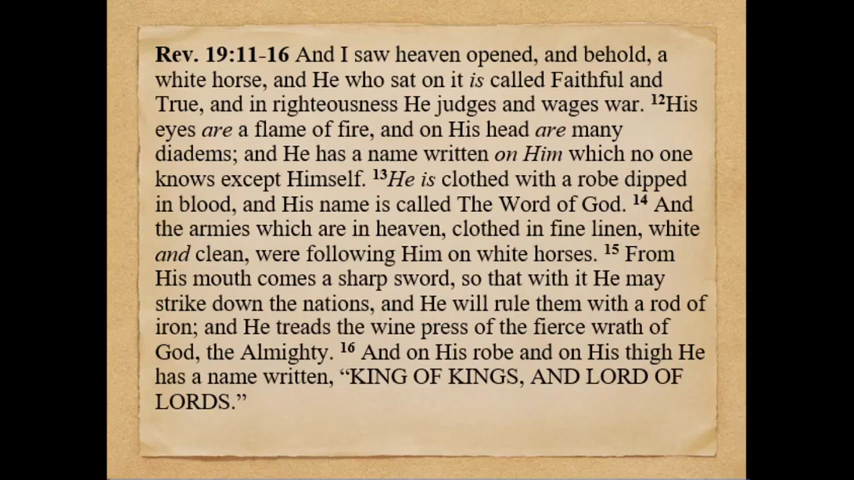 Rev. 19:11-16 And I saw heaven opened, and behold, a
white horse, and He who sat on it is called Faithful and
True, and in righteousness He judges and wages war. 12His
eyes are a flame of fire, and on His head are many
diadems; and He has a name written on Him which no one
knows except Himself. 13He is clothed with a robe dipped
in blood, and His name is called The Word of God. 14 And
the armies which are in heaven, clothed in fine linen, white
and clean, were following Him on white horses. 15 From
His mouth comes a sharp sword, so that with it He may
strike down the nations, and He will rule them with a rod of
iron; and He treads the wine press of the fierce wrath of
God, the Almighty. 16 And on His robe and on His thigh He
has a name written, “KING OF KINGS, AND LORD OF
LORDS.”